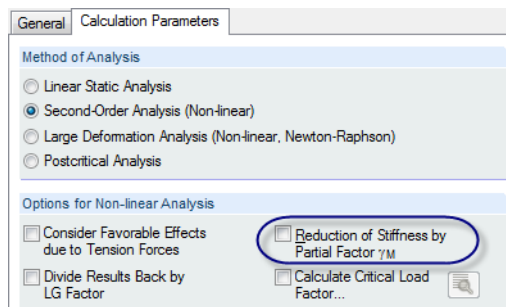 General
Calculation Parameters
Method of Analysis
Linear Static Analysis
Second-Order Analysis (Non-linear)
Large Deformation Analysis (Non-linear, Newton-Raphson)
Postcritical Analysis
Options for Non-linear Analysis
Consider Favorable Effects
due to Tension Forces
Reduction of Stiffness by
Partial Factor γM
Divide Results Back by
LG Factor
Calculate Critical Load
Factor...